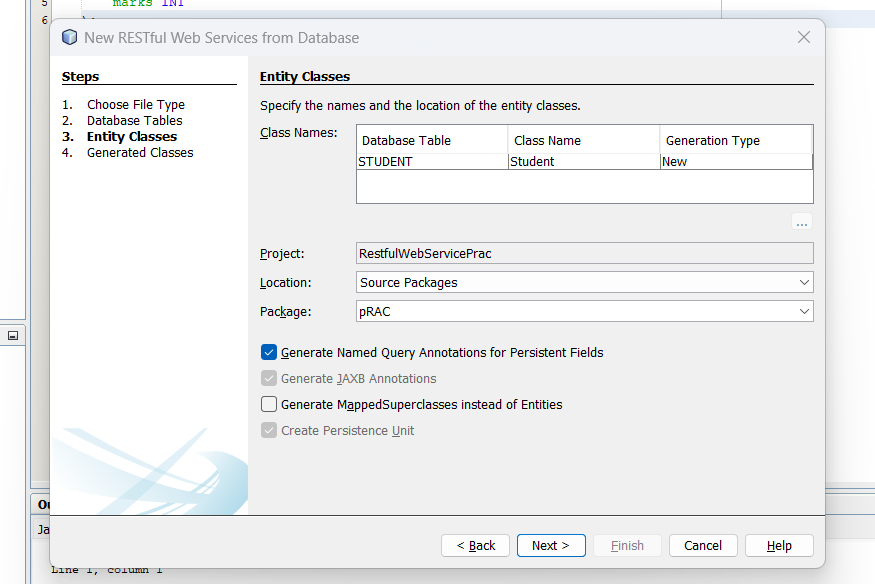 5 marks INT
6
New RESTful Web Services from Database
Steps
1. Choose File Type
2. Database Tables
3. Entity Classes
4. Generated Classes
Entity Classes
Specify the names and the location of the entity classes.
Class Names:
Database Table Class Name Generation Type
STUDENT Student New
...
Project: RestfulWebServicePrac
Location: Source Packages
Package: pRAC
Generate Named Query Annotations for Persistent Fields
Generate JAXB Annotations
Generate MappedSuperclasses instead of Entities
Create Persistence Unit
< Back Next > Finish Cancel Help
Line 1, column 1